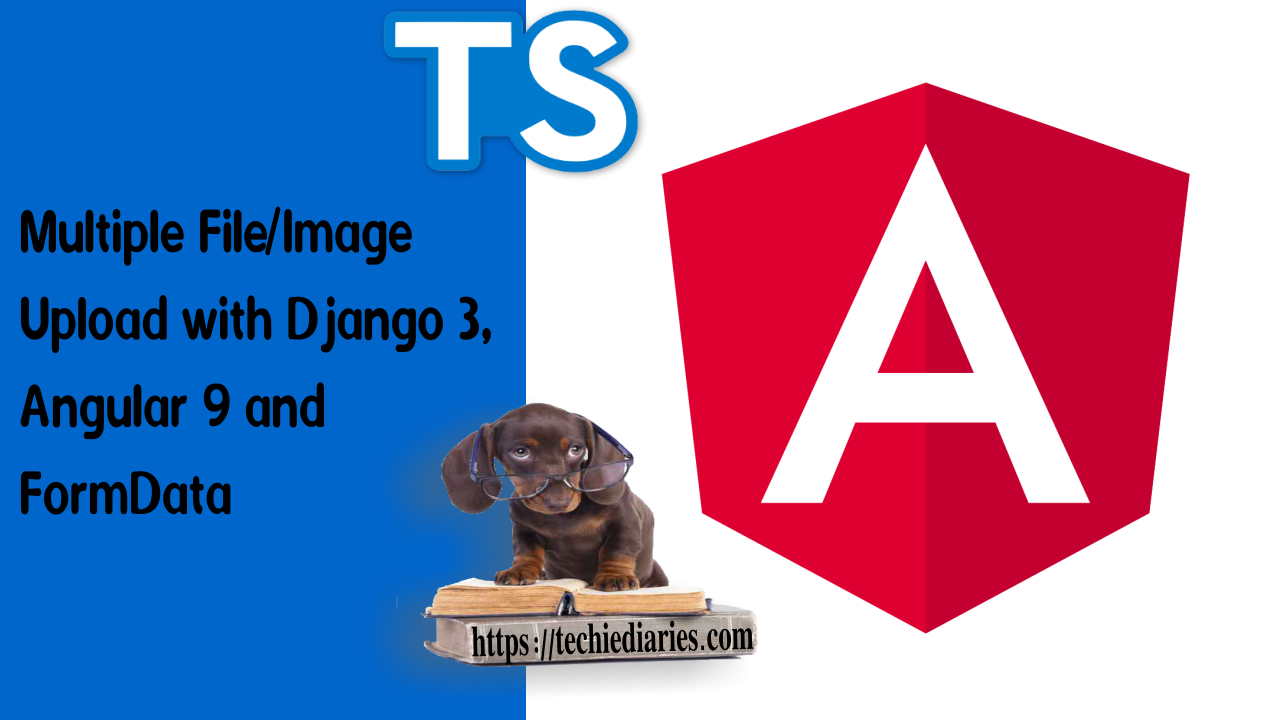 TS
Multiple File/Image
Upload with Django 3,
Angular 9 and
FormData
A
https://techiediaries.com